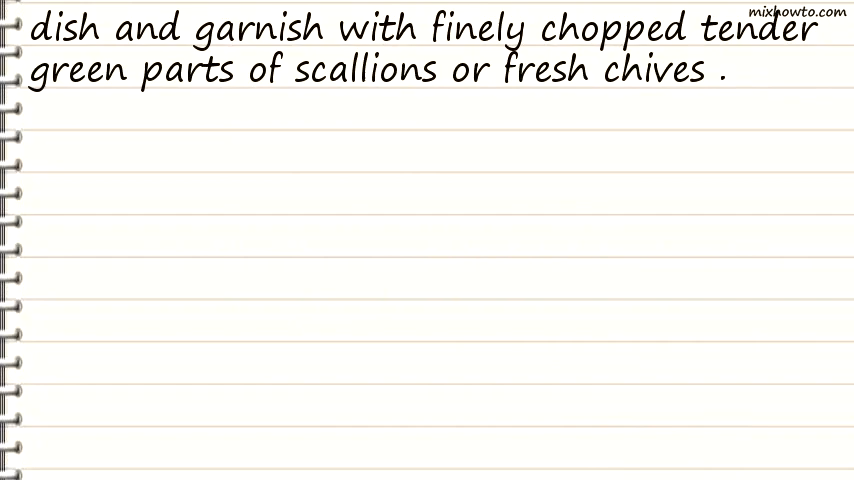 mixhowto.com
dish and garnish with finely chopped tender
green parts of scallions or fresh chives .